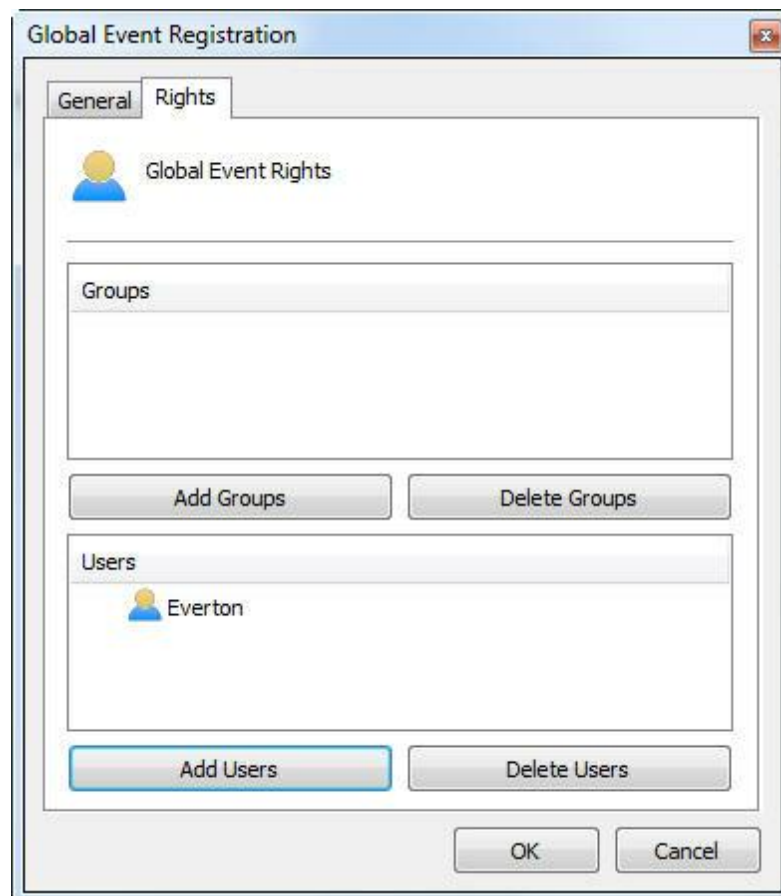 Global Event Registration
General Rights
Global Event Rights
Groups
Add Groups Delete Groups
Users
Everton
Add Users Delete Users
OK Cancel